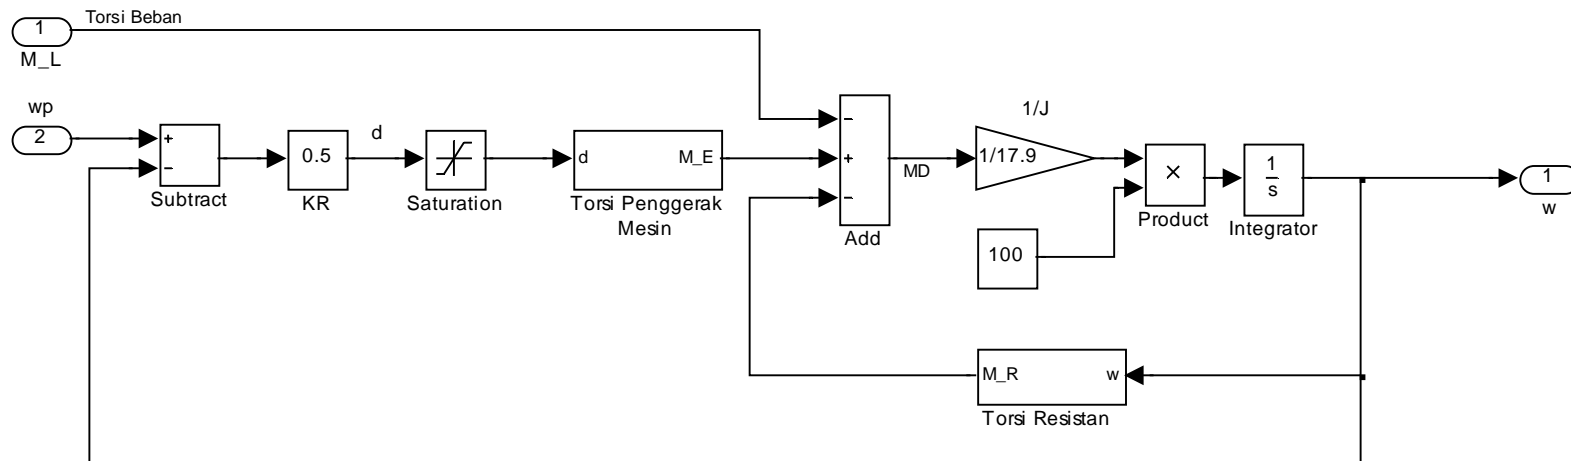 Torsi Beban
1
M_L
wp
2
+
−
Subtract
0.5
KR
d
Saturation
d
M_E
Torsi Penggerak
Mesin
−
+
−
Add
MD
1/J
1/17.9
100
×
Product
1
s
Integrator
1
w
M_R
w
Torsi Resistan